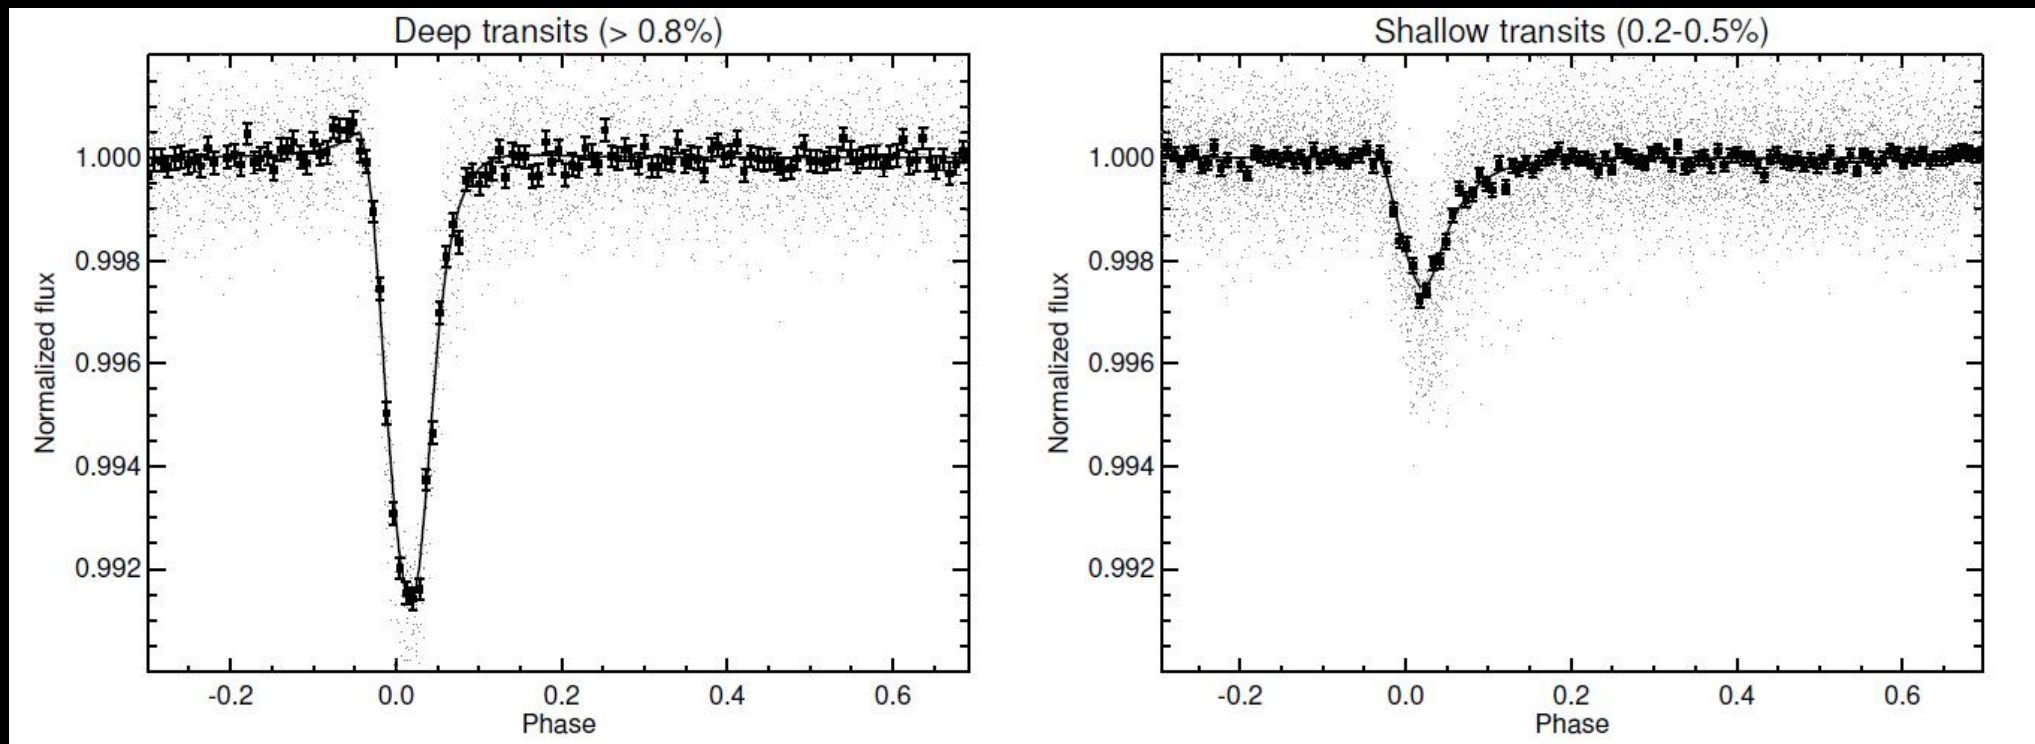 Deep transits (> 0.8%)
Normalized flux
1.000
0.998
0.996
0.994
0.992
-0.2 0.0 0.2 0.4 0.6
Phase
Shallow transits (0.2-0.5%)
Normalized flux
1.000
0.998
0.996
0.994
0.992
-0.2 0.0 0.2 0.4 0.6
Phase